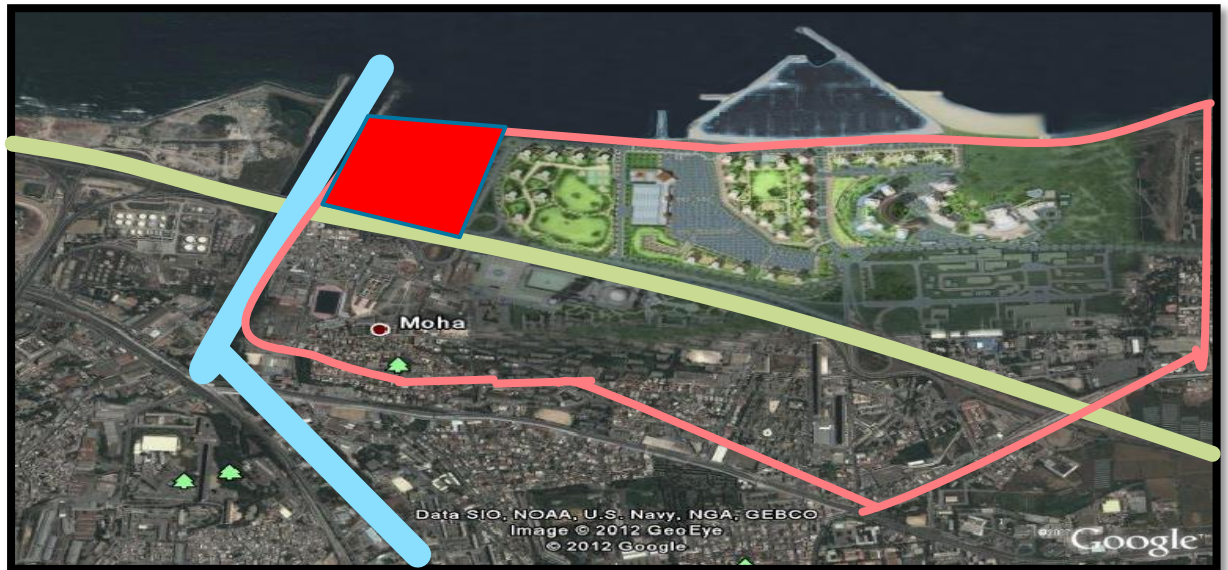 Moha
Data SIO, NOAA, U.S. Navy, NGA, GEBCO
Image © 2012 GeoEye
© 2012 Google
Google